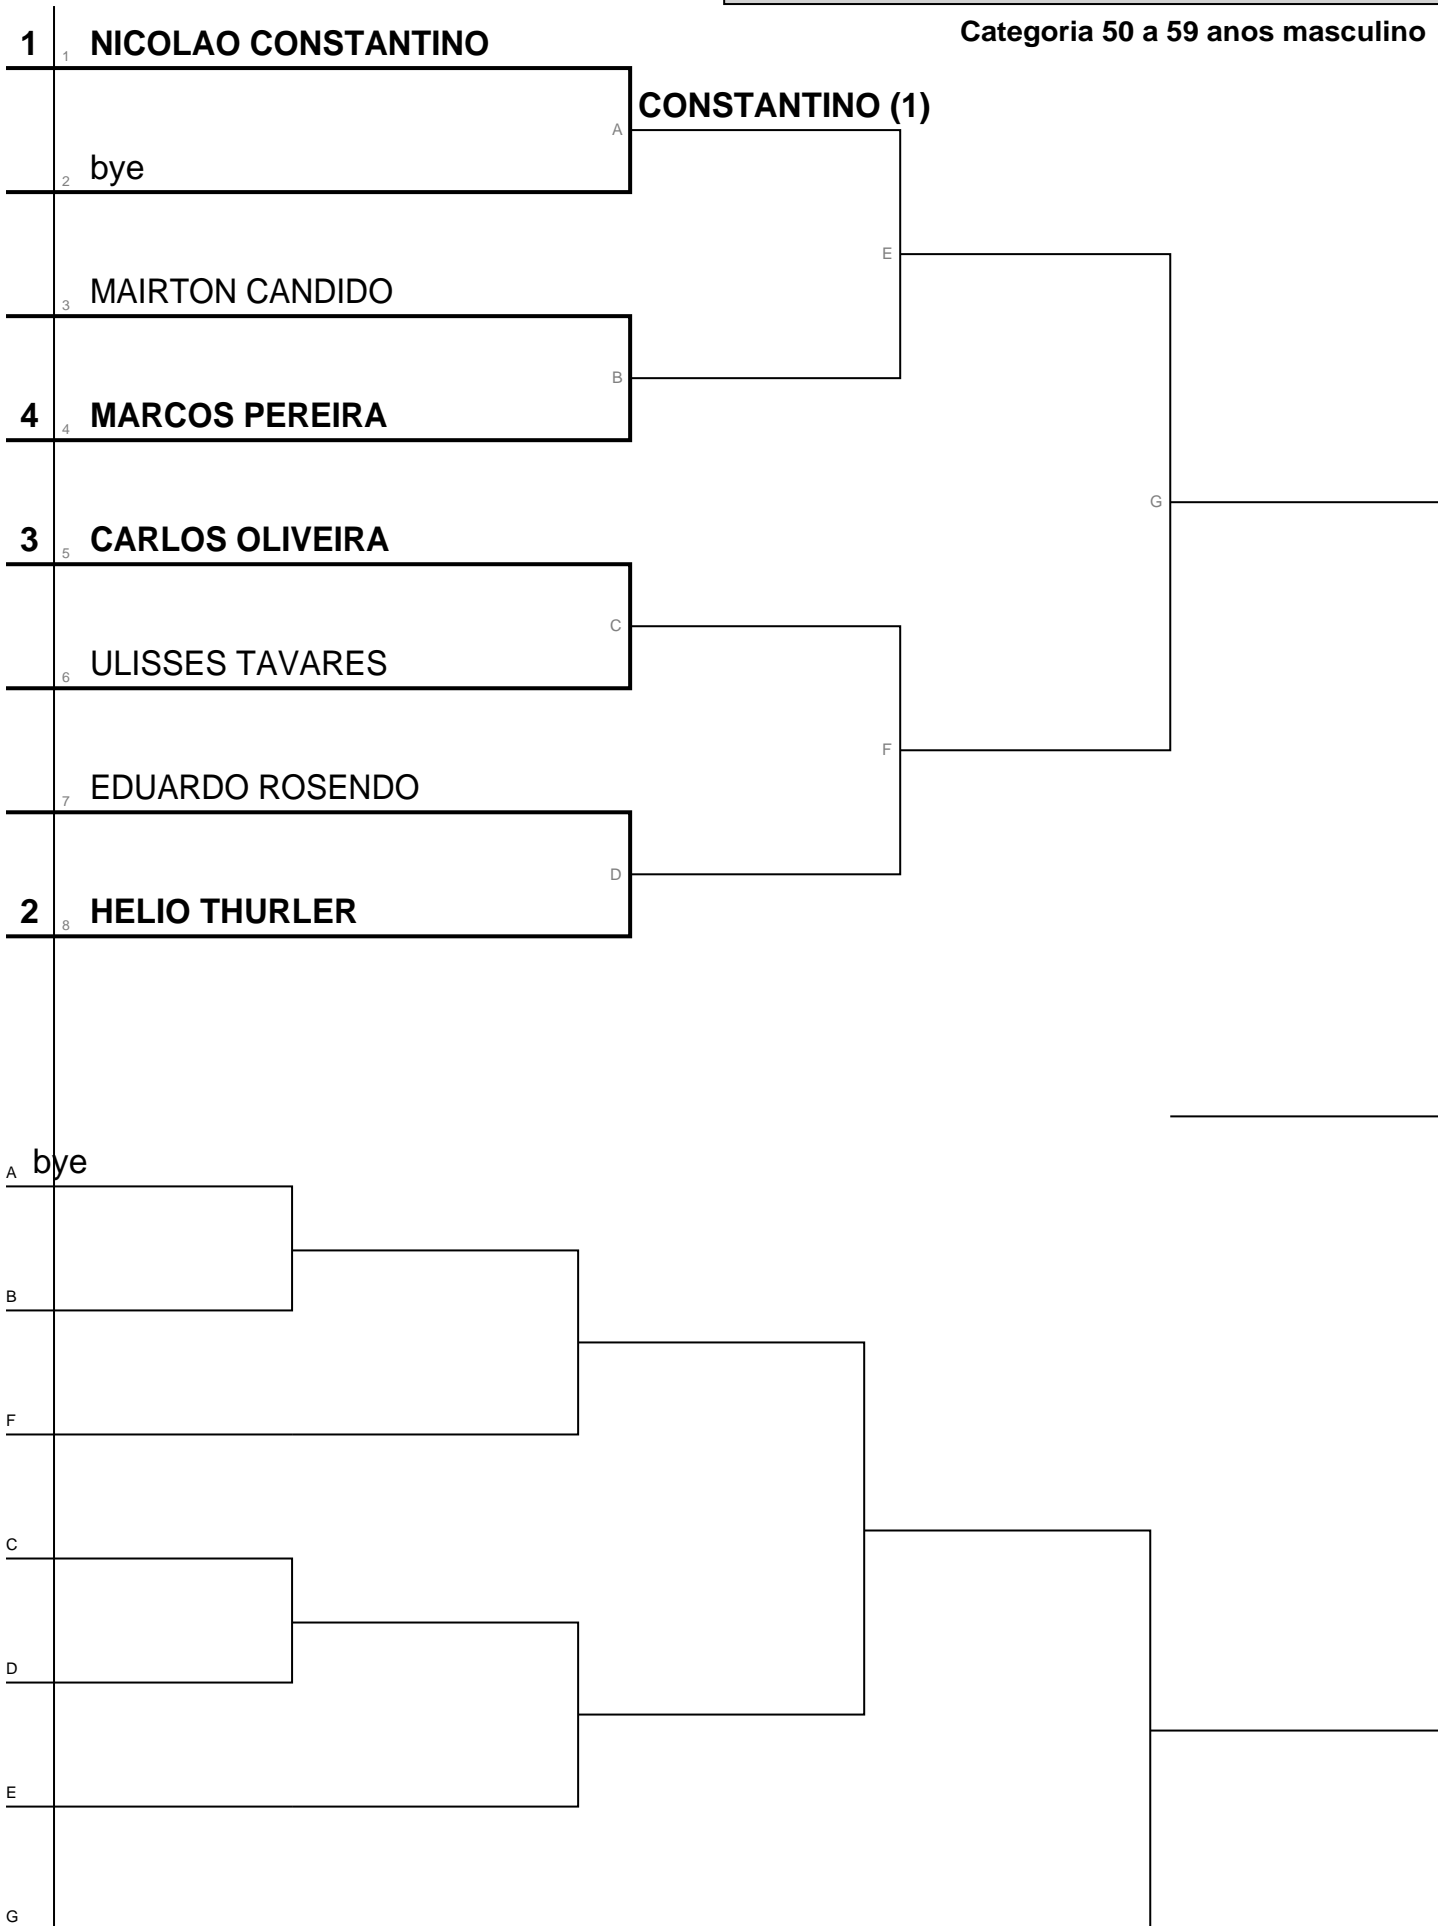 Categoria 50 a 59 anos masculino
1 1 NICOLAO CONSTANTINO
CONSTANTINO (1)
A
2 bye
E
3 MAIRTON CANDIDO
B
4 4 MARCOS PEREIRA
G
3 5 CARLOS OLIVEIRA
C
6 ULISSES TAVARES
F
7 EDUARDO ROSENDO
D
2 8 HELIO THURLER
A bye
B
F
C
D
E
G